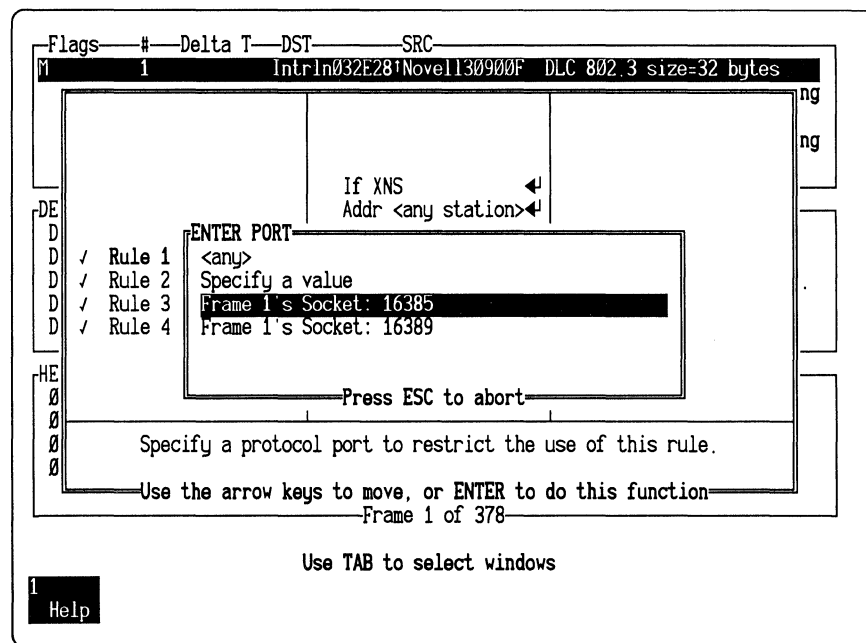 Flags # Delta T DST SRC
M 1 Intrln032E28↑Novell30900F DLC 802.3 size=32 bytes
ng
ng
If XNS ↵
Addr <any station>↵
DE
D ENTER PORT
D √ Rule 1 <any>
D √ Rule 2 Specify a value
D √ Rule 3 Frame 1's Socket: 16385
D √ Rule 4 Frame 1's Socket: 16389
HE
0 Press ESC to abort
0
0 Specify a protocol port to restrict the use of this rule.
0
Use the arrow keys to move, or ENTER to do this function
Frame 1 of 378
Use TAB to select windows
1
Help